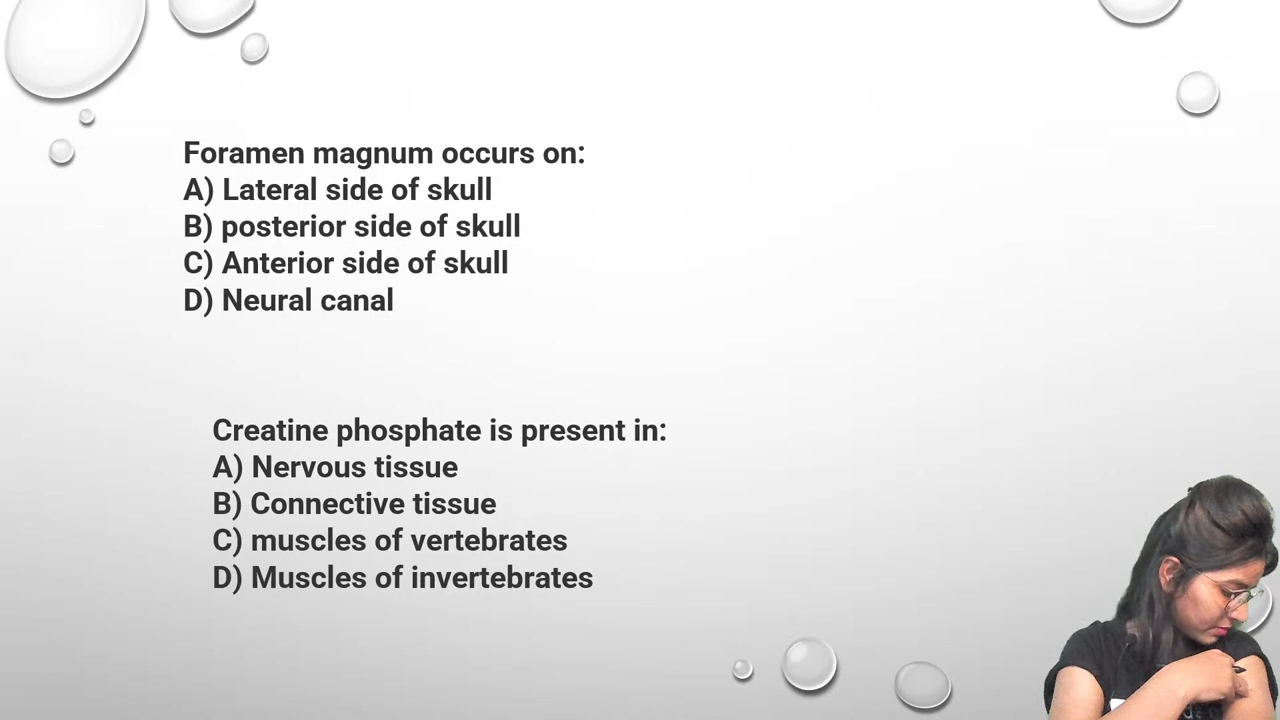 Foramen magnum occurs on:
A) Lateral side of skull
B) posterior side of skull
C) Anterior side of skull
D) Neural canal
Creatine phosphate is present in:
A) Nervous tissue
B) Connective tissue
C) muscles of vertebrates
D) Muscles of invertebrates